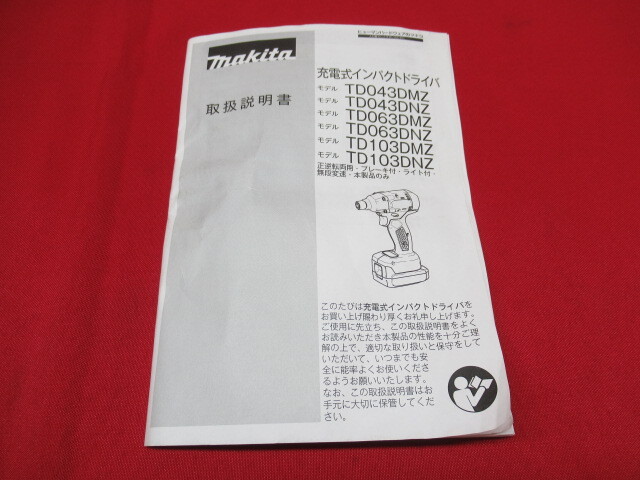 makita
取扱説明書
充電式インパクトドライバ
モデル TD043DMZ
モデル TD043DNZ
モデル TD063DMZ
モデル TD063DNZ
モデル TD103DMZ
モデル TD103DNZ
正逆転両用・ブレーキ付・ライト付・
無段変速・本製品のみ
このたびは充電式インパクトドライバを
お買い上げ賜わり厚くお礼申し上げます。
ご使用に先立ち、この取扱説明書をよく
お読みいただき本製品の性能を十分ご理
解の上で、適切な取り扱いと保守をして
いただいて、いつまでも安
全に能率よくお使いくださ
るようお願いいたします。
なお、この取扱説明書はお
手元に大切に保管してくだ
さい。